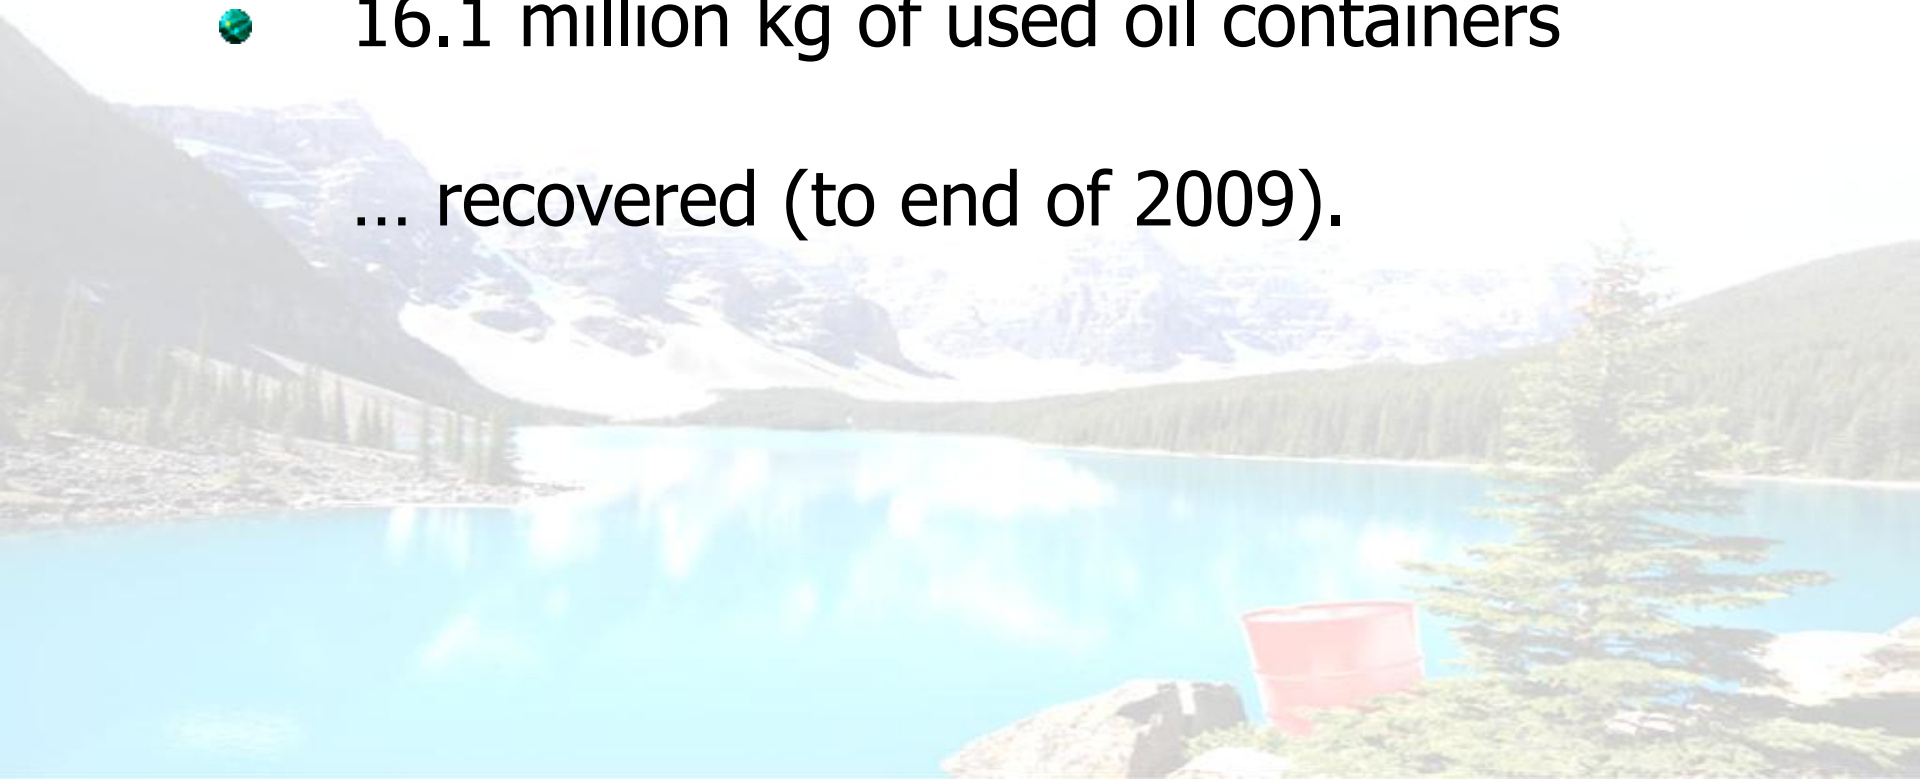 16.1 million kg of used oil containers
… recovered (to end of 2009).